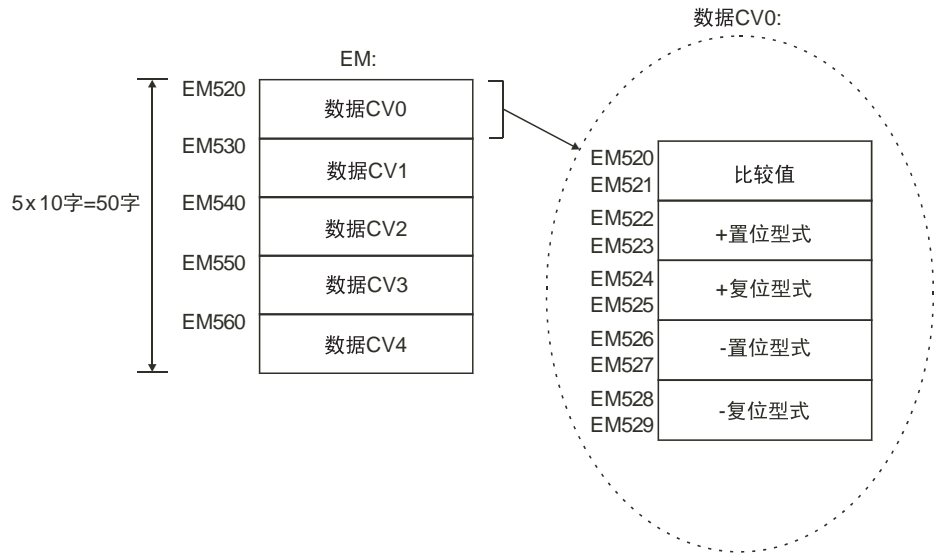 数据CV0:
EM:
EM520
数据CV0
EM530
数据CV1
EM540
数据CV2
EM550
数据CV3
EM560
数据CV4
5x10字=50字
EM520
EM521
比较值
EM522
EM523
+置位型式
EM524
EM525
+复位型式
EM526
EM527
-置位型式
EM528
EM529
-复位型式